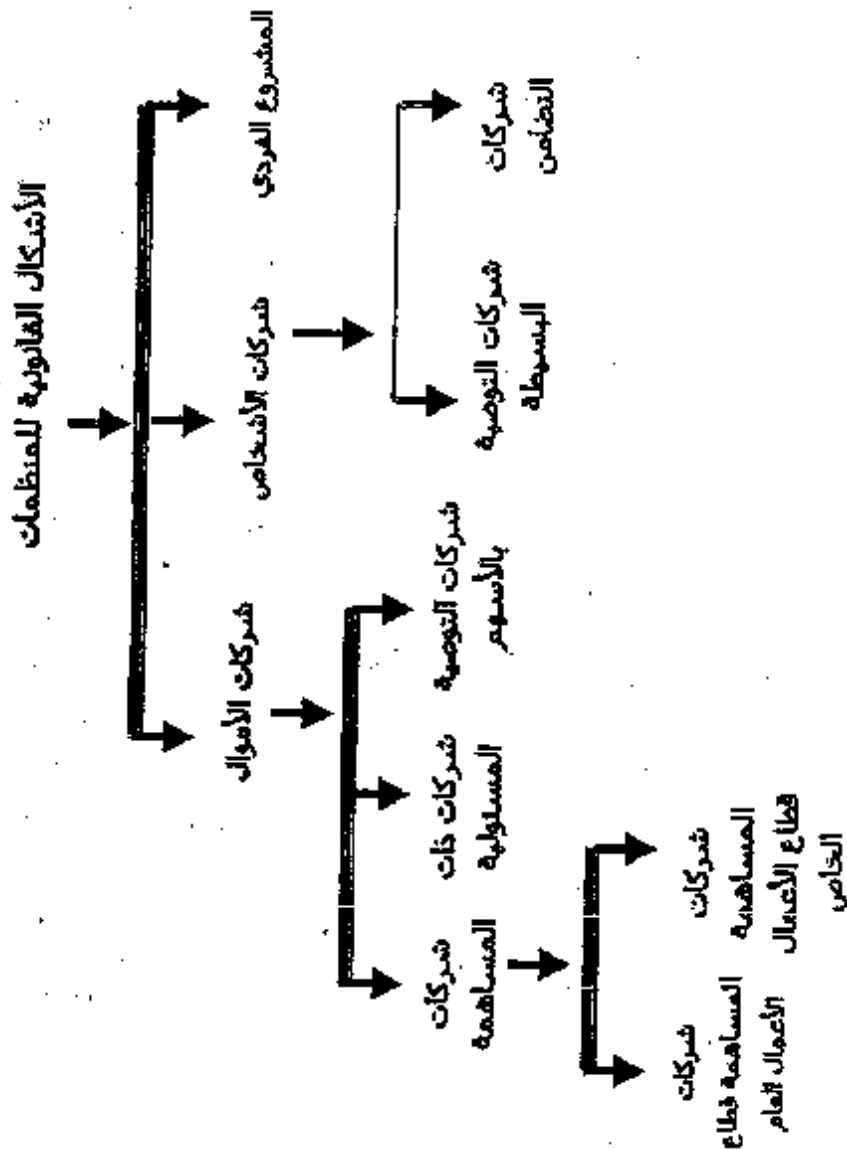 الأشكال القانونية للمنظمات
المشروع الفردي
شركات الأشخاص
شركات الأموال
شركات
التضامن
شركات التوصية
البسيطة
شركات التوصية
بالأسهم
شركات ذات
المسئولية
شركات
المساهمة
شركات
المساهمة
قطاع الأعمال
الخاص
شركات
المساهمة قطاع
الأعمال العام